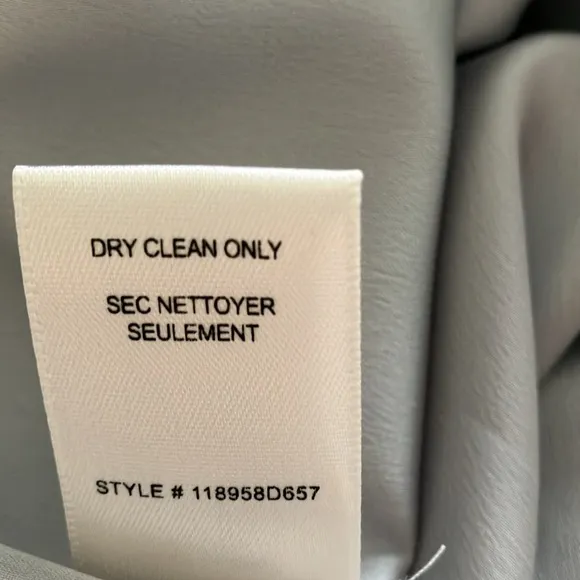 DRY CLEAN ONLY
SEC NETTOYER
SEULEMENT
STYLE # 118958D657